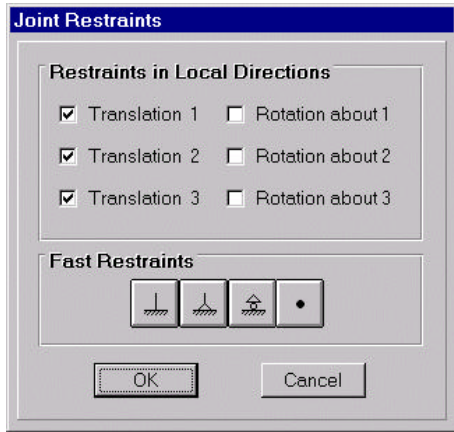 Joint Restraints
Restraints in Local Directions
Translation 1 Rotation about 1
Translation 2 Rotation about 2
Translation 3 Rotation about 3
Fast Restraints
OK Cancel